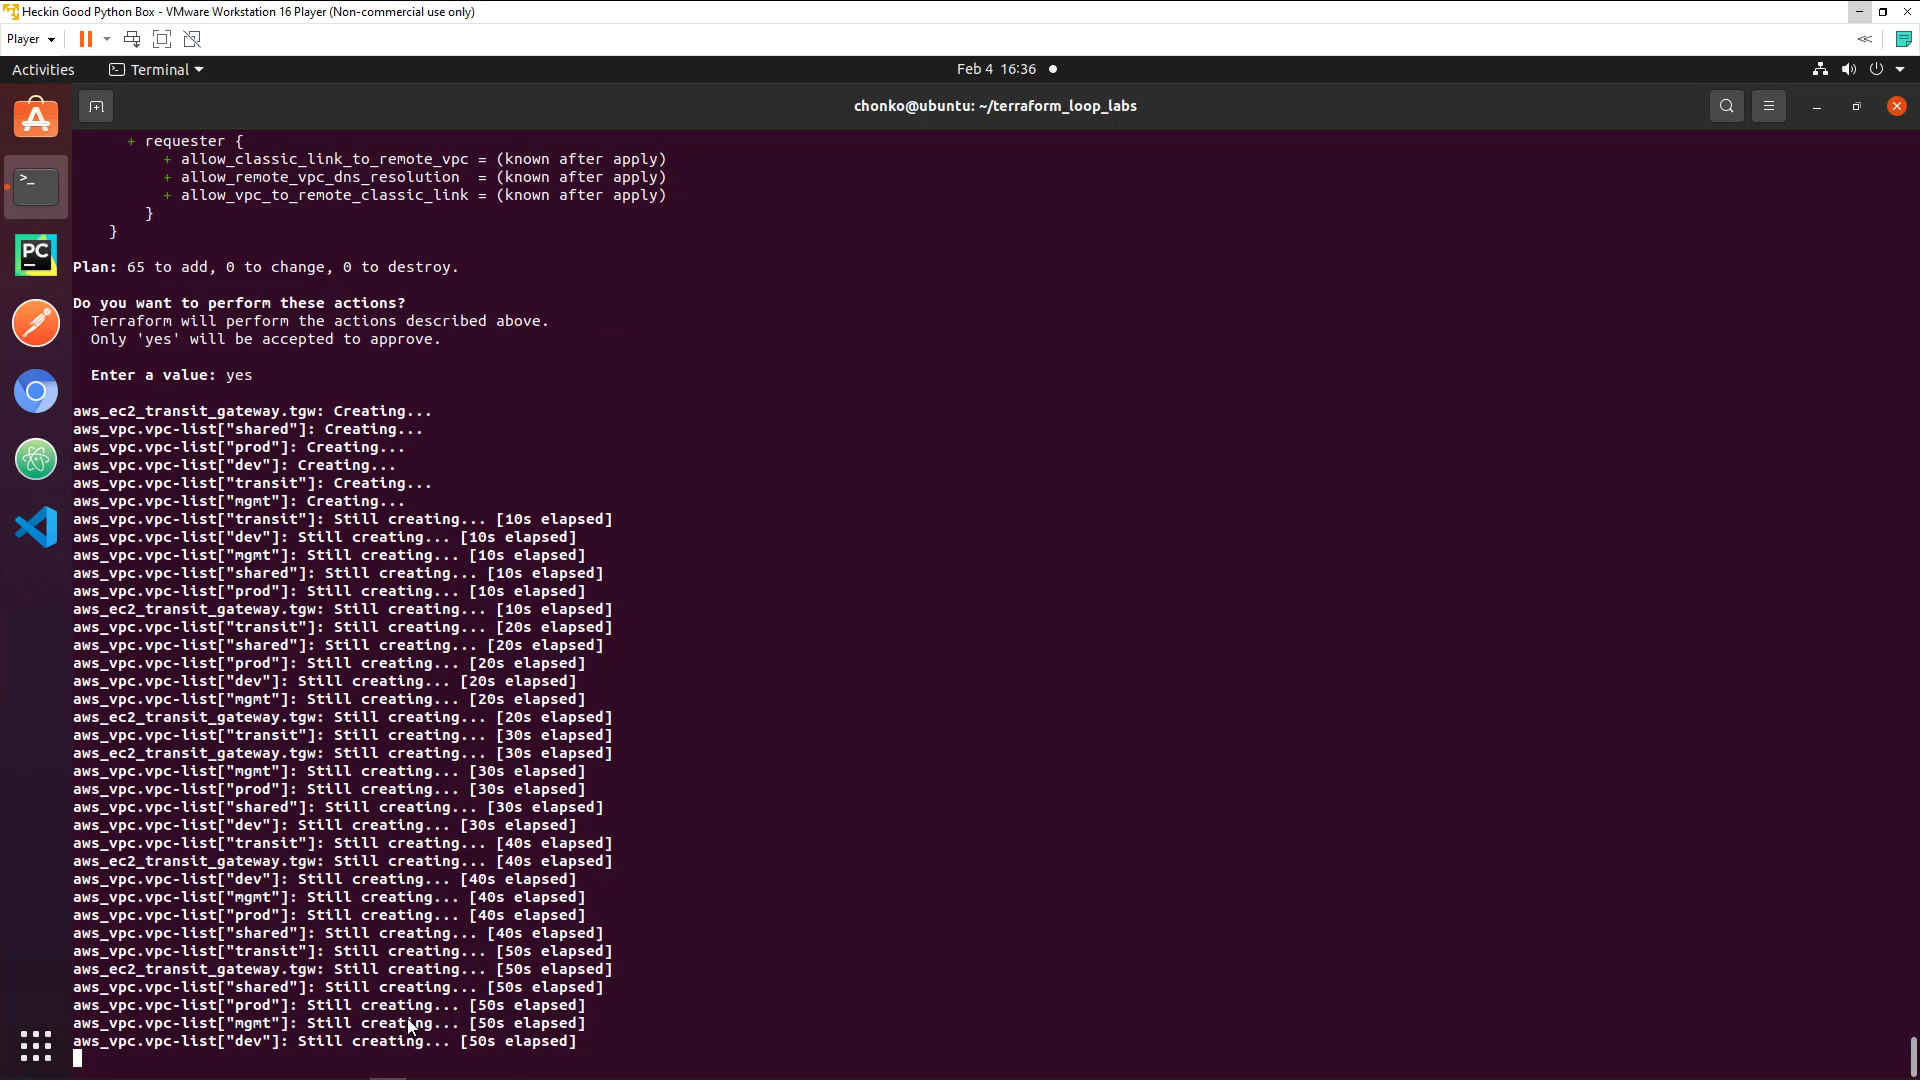 Heckin Good Python Box - VMware Workstation 16 Player (Non-commercial use only)
Player
Activities
Terminal
Feb 4 16:36
chonko@ubuntu: ~/terraform_loop_labs
+ requester {
+ allow_classic_link_to_remote_vpc = (known after apply)
+ allow_remote_vpc_dns_resolution  = (known after apply)
+ allow_vpc_to_remote_classic_link = (known after apply)
}
}
Plan: 65 to add, 0 to change, 0 to destroy.
Do you want to perform these actions?
Terraform will perform the actions described above.
Only 'yes' will be accepted to approve.
Enter a value: yes
aws_ec2_transit_gateway.tgw: Creating...
aws_vpc.vpc-list["shared"]: Creating...
aws_vpc.vpc-list["prod"]: Creating...
aws_vpc.vpc-list["dev"]: Creating...
aws_vpc.vpc-list["transit"]: Creating...
aws_vpc.vpc-list["mgmt"]: Creating...
aws_vpc.vpc-list["transit"]: Still creating... [10s elapsed]
aws_vpc.vpc-list["dev"]: Still creating... [10s elapsed]
aws_vpc.vpc-list["mgmt"]: Still creating... [10s elapsed]
aws_vpc.vpc-list["shared"]: Still creating... [10s elapsed]
aws_vpc.vpc-list["prod"]: Still creating... [10s elapsed]
aws_ec2_transit_gateway.tgw: Still creating... [10s elapsed]
aws_vpc.vpc-list["transit"]: Still creating... [20s elapsed]
aws_vpc.vpc-list["shared"]: Still creating... [20s elapsed]
aws_vpc.vpc-list["prod"]: Still creating... [20s elapsed]
aws_vpc.vpc-list["dev"]: Still creating... [20s elapsed]
aws_vpc.vpc-list["mgmt"]: Still creating... [20s elapsed]
aws_ec2_transit_gateway.tgw: Still creating... [20s elapsed]
aws_vpc.vpc-list["transit"]: Still creating... [30s elapsed]
aws_ec2_transit_gateway.tgw: Still creating... [30s elapsed]
aws_vpc.vpc-list["mgmt"]: Still creating... [30s elapsed]
aws_vpc.vpc-list["prod"]: Still creating... [30s elapsed]
aws_vpc.vpc-list["shared"]: Still creating... [30s elapsed]
aws_vpc.vpc-list["dev"]: Still creating... [30s elapsed]
aws_vpc.vpc-list["transit"]: Still creating... [40s elapsed]
aws_ec2_transit_gateway.tgw: Still creating... [40s elapsed]
aws_vpc.vpc-list["dev"]: Still creating... [40s elapsed]
aws_vpc.vpc-list["mgmt"]: Still creating... [40s elapsed]
aws_vpc.vpc-list["prod"]: Still creating... [40s elapsed]
aws_vpc.vpc-list["shared"]: Still creating... [40s elapsed]
aws_vpc.vpc-list["transit"]: Still creating... [50s elapsed]
aws_ec2_transit_gateway.tgw: Still creating... [50s elapsed]
aws_vpc.vpc-list["shared"]: Still creating... [50s elapsed]
aws_vpc.vpc-list["prod"]: Still creating... [50s elapsed]
aws_vpc.vpc-list["mgmt"]: Still creating... [50s elapsed]
aws_vpc.vpc-list["dev"]: Still creating... [50s elapsed]
PC